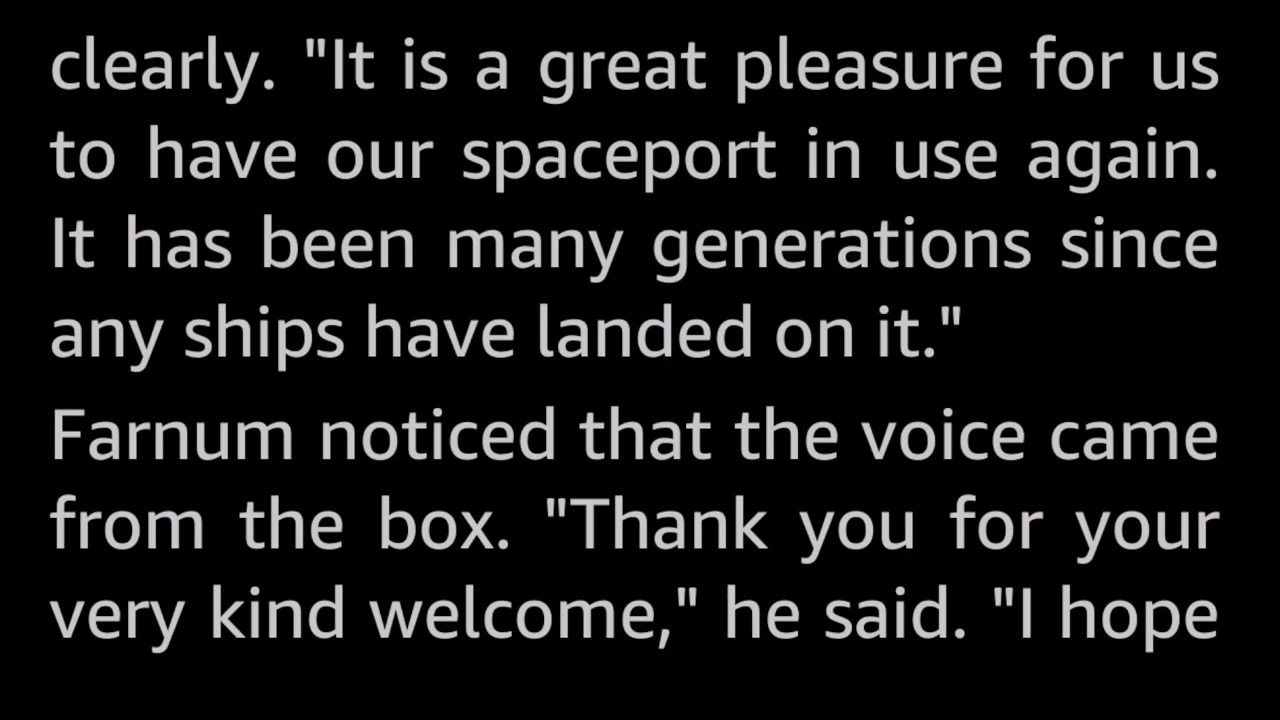 clearly. "It is a great pleasure for us
to have our spaceport in use again.
It has been many generations since
any ships have landed on it."
Farnum noticed that the voice came
from the box. "Thank you for your
very kind welcome," he said. "I hope